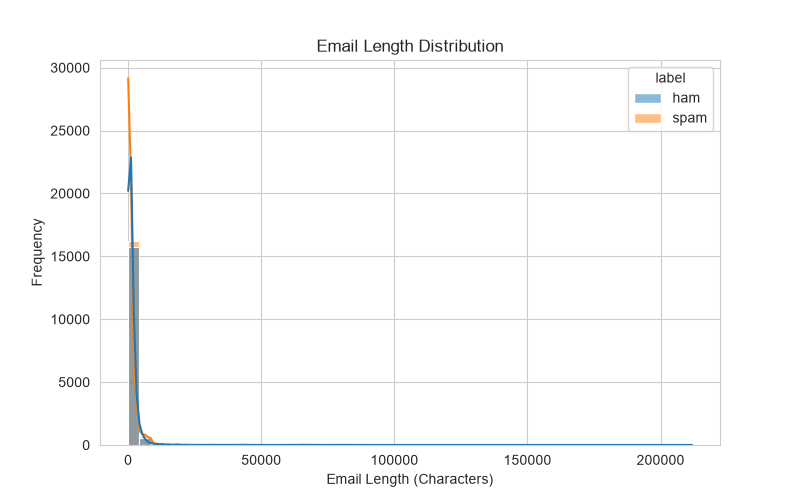 Email Length Distribution
30000
25000
20000
15000
10000
5000
0
Frequency
label
ham
spam
0 50000 100000 150000 200000
Email Length (Characters)